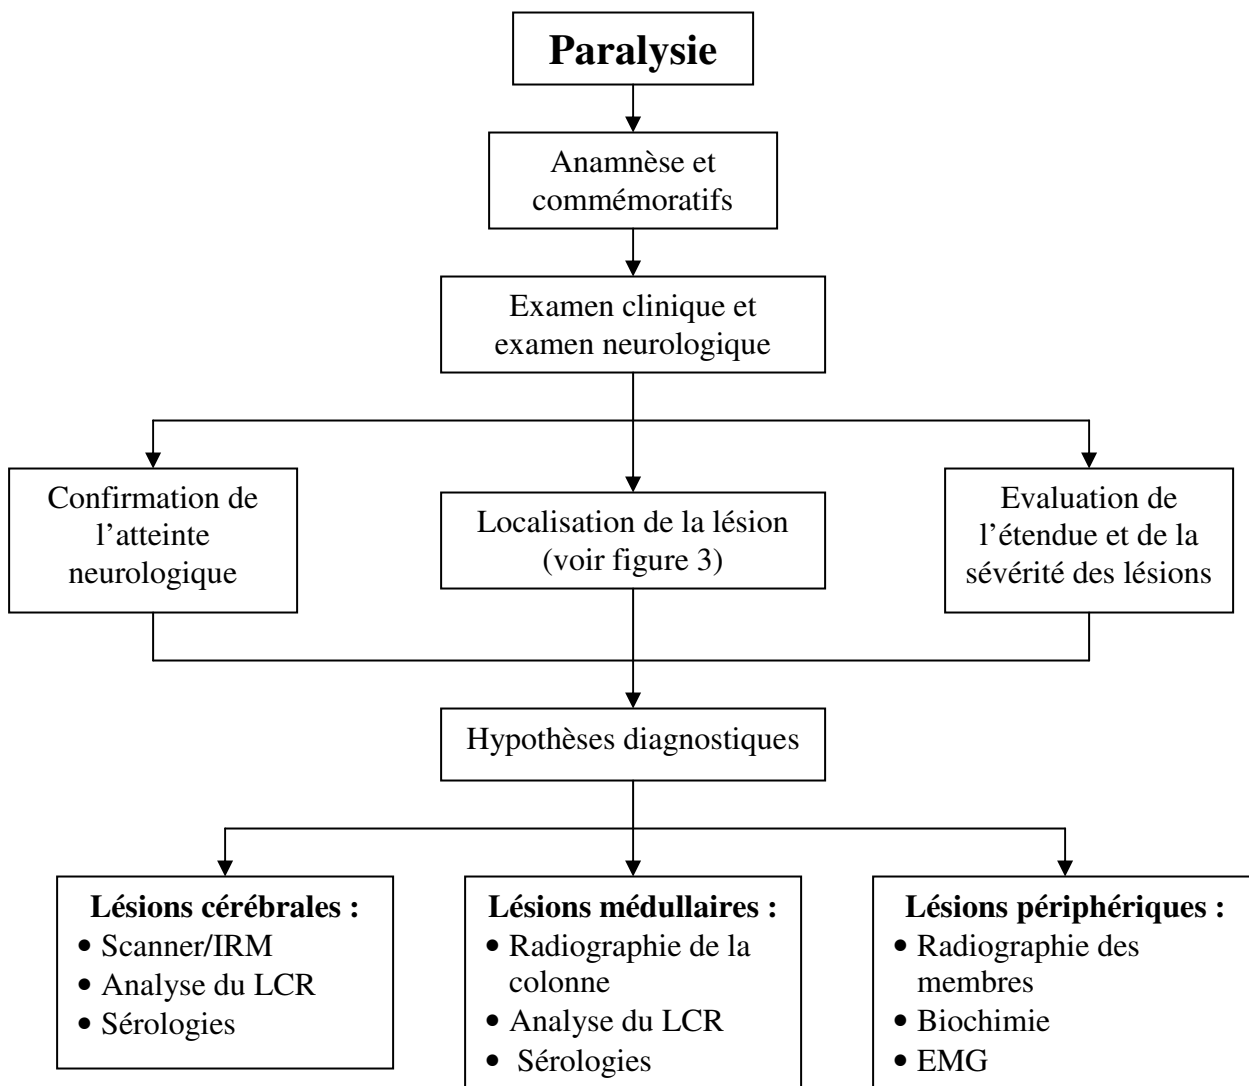 Paralysie
Anamnèse et
commémoratifs
Examen clinique et
examen neurologique
Confirmation de
l’atteinte
neurologique
Localisation de la lésion
(voir figure 3)
Evaluation de
l’étendue et de la
sévérité des lésions
Hypothèses diagnostiques
Lésions cérébrales :
• Scanner/IRM
• Analyse du LCR
• Sérologies
Lésions médullaires :
• Radiographie de la
colonne
• Analyse du LCR
• Sérologies
Lésions périphériques :
• Radiographie des
membres
• Biochimie
• EMG